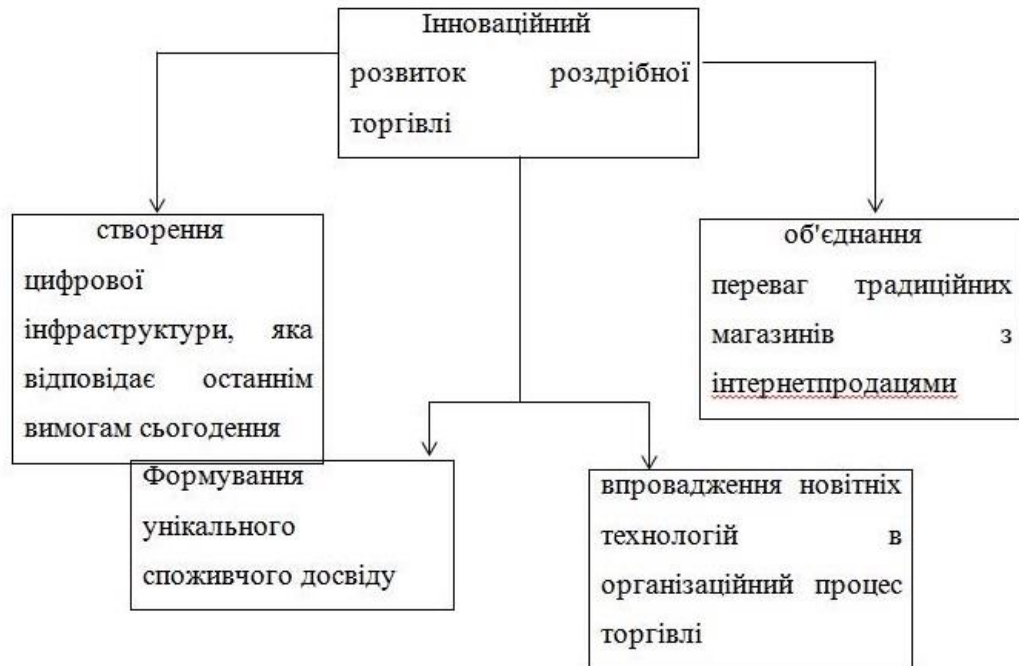 Інноваційний
розвиток роздрібної
торгівлі
створення
цифрової
інфраструктури, яка
відповідає останнім
вимогам сьогодення
об'єднання
переваг традиційних
магазинів з
інтернетпродацями
Формування
унікального
споживчого досвіду
впровадження новітніх
технологій в
організаційний процес
торгівлі